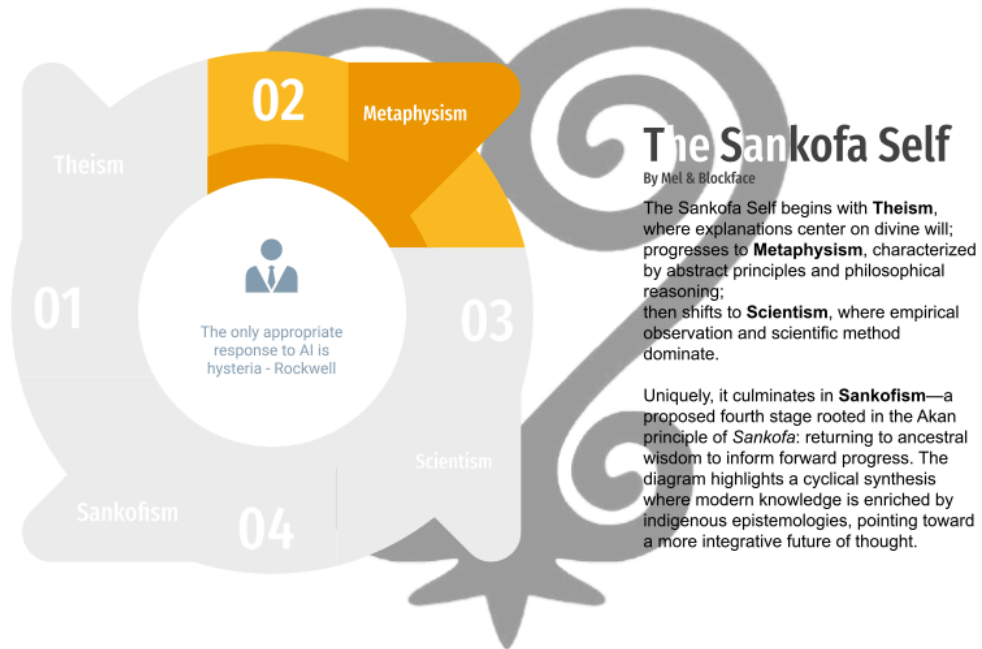 02
Metaphysism
Theism
01
03
The only appropriate
response to AI is
hysteria - Rockwell
Scientism
Sankofism
04
The Sankofa Self
By Mel & Blockface
The Sankofa Self begins with Theism,
where explanations center on divine will;
progresses to Metaphysism, characterized
by abstract principles and philosophical
reasoning;
then shifts to Scientism, where empirical
observation and scientific method
dominate.
Uniquely, it culminates in Sankofism—a
proposed fourth stage rooted in the Akan
principle of Sankofa: returning to ancestral
wisdom to inform forward progress. The
diagram highlights a cyclical synthesis
where modern knowledge is enriched by
indigenous epistemologies, pointing toward
a more integrative future of thought.